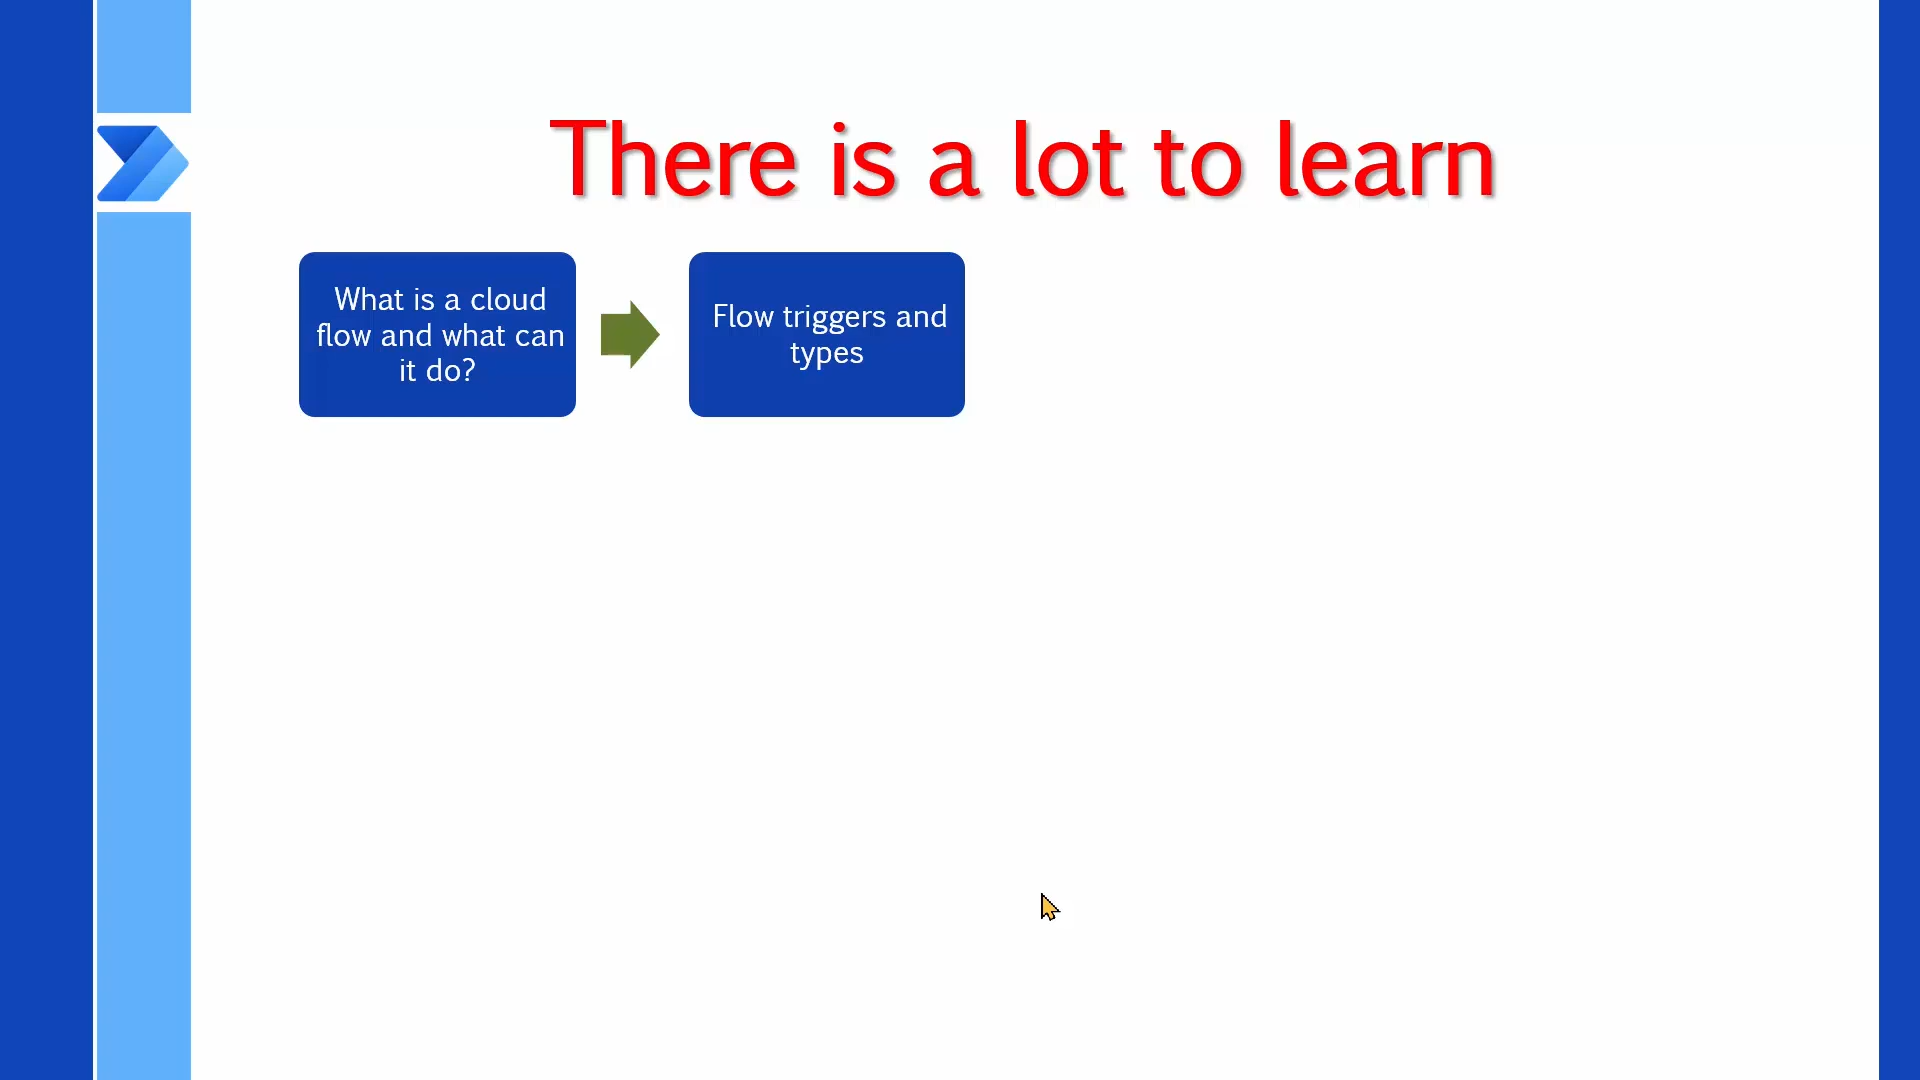 There is a lot to learn
What is a cloud
flow and what can
it do?
Flow triggers and
types